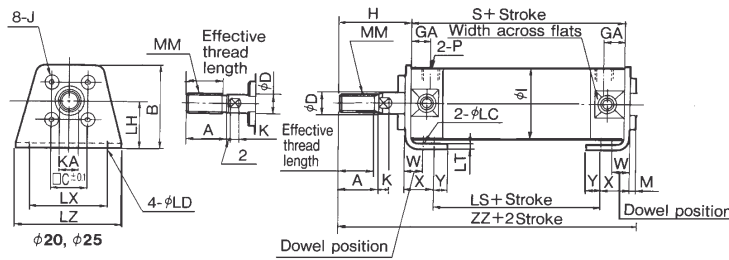 8-J
MM
Effective
thread
length
φD
A
K
2
B
LH
KA
□C±0.1
LX
LZ
4-φLD
φ20, φ25
H
S+Stroke
GA
Width across flats
GA
MM
2-P
φD
φI
Effective
thread
length
2-φLC
LT
A
K
W
X
Y
Y
X
W
M
LS+Stroke
ZZ+2Stroke
Dowel position
Dowel position